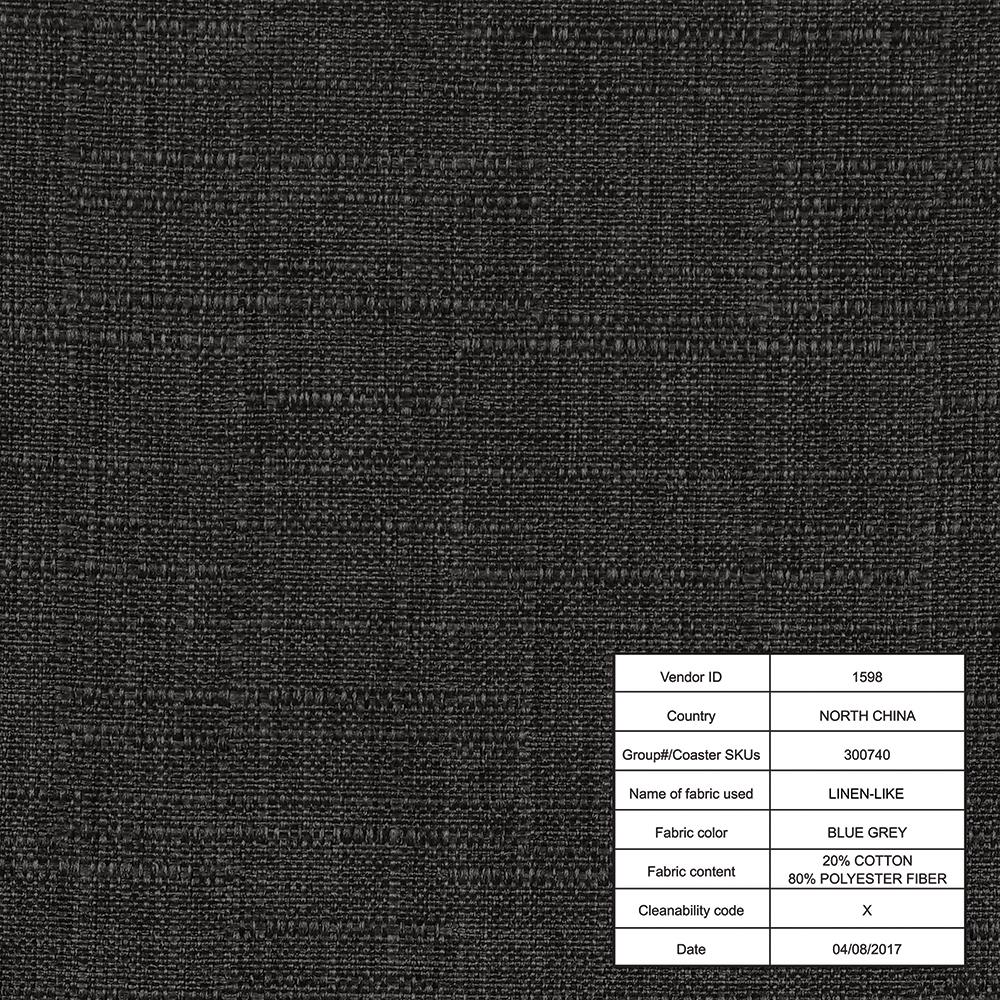 Vendor ID 1598
Country NORTH CHINA
Group#/Coaster SKUs 300740
Name of fabric used LINEN-LIKE
Fabric color BLUE GREY
Fabric content 20% COTTON
80% POLYESTER FIBER
Cleanability code X
Date 04/08/2017